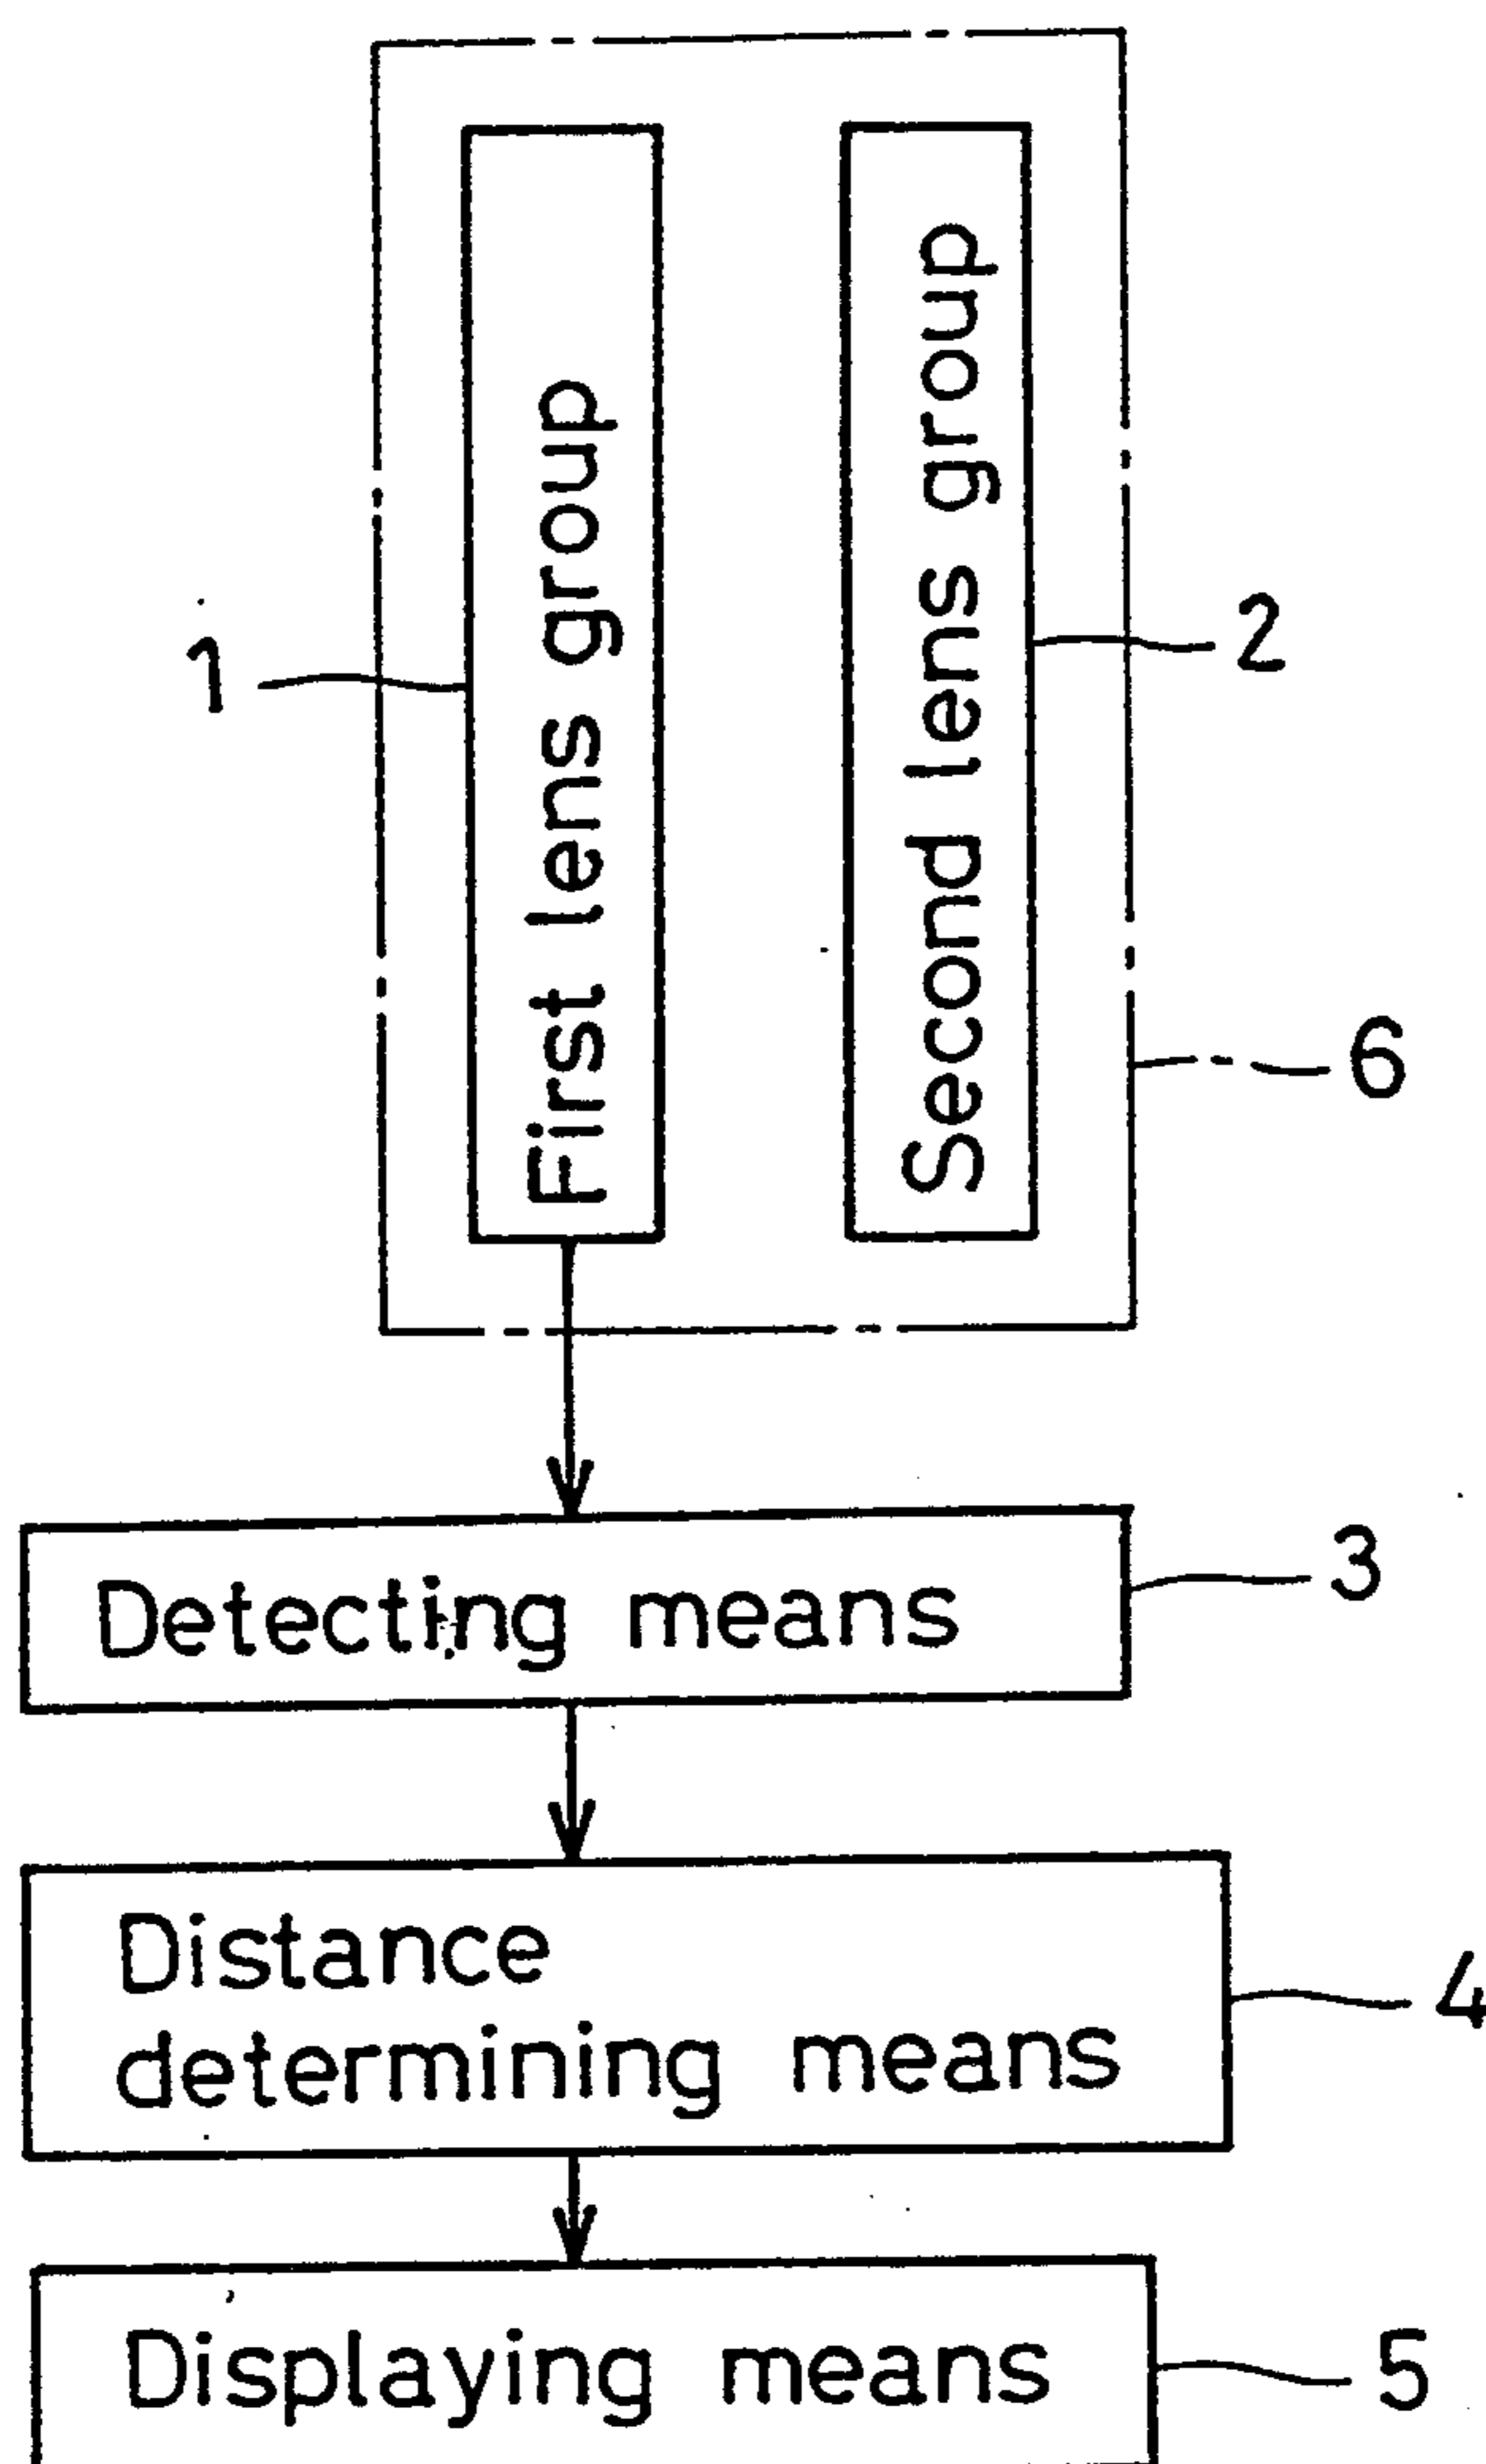 First lens group
Second lens group
1
2
6
Detecting means
3
Distance
determining means
4
Displaying means
5